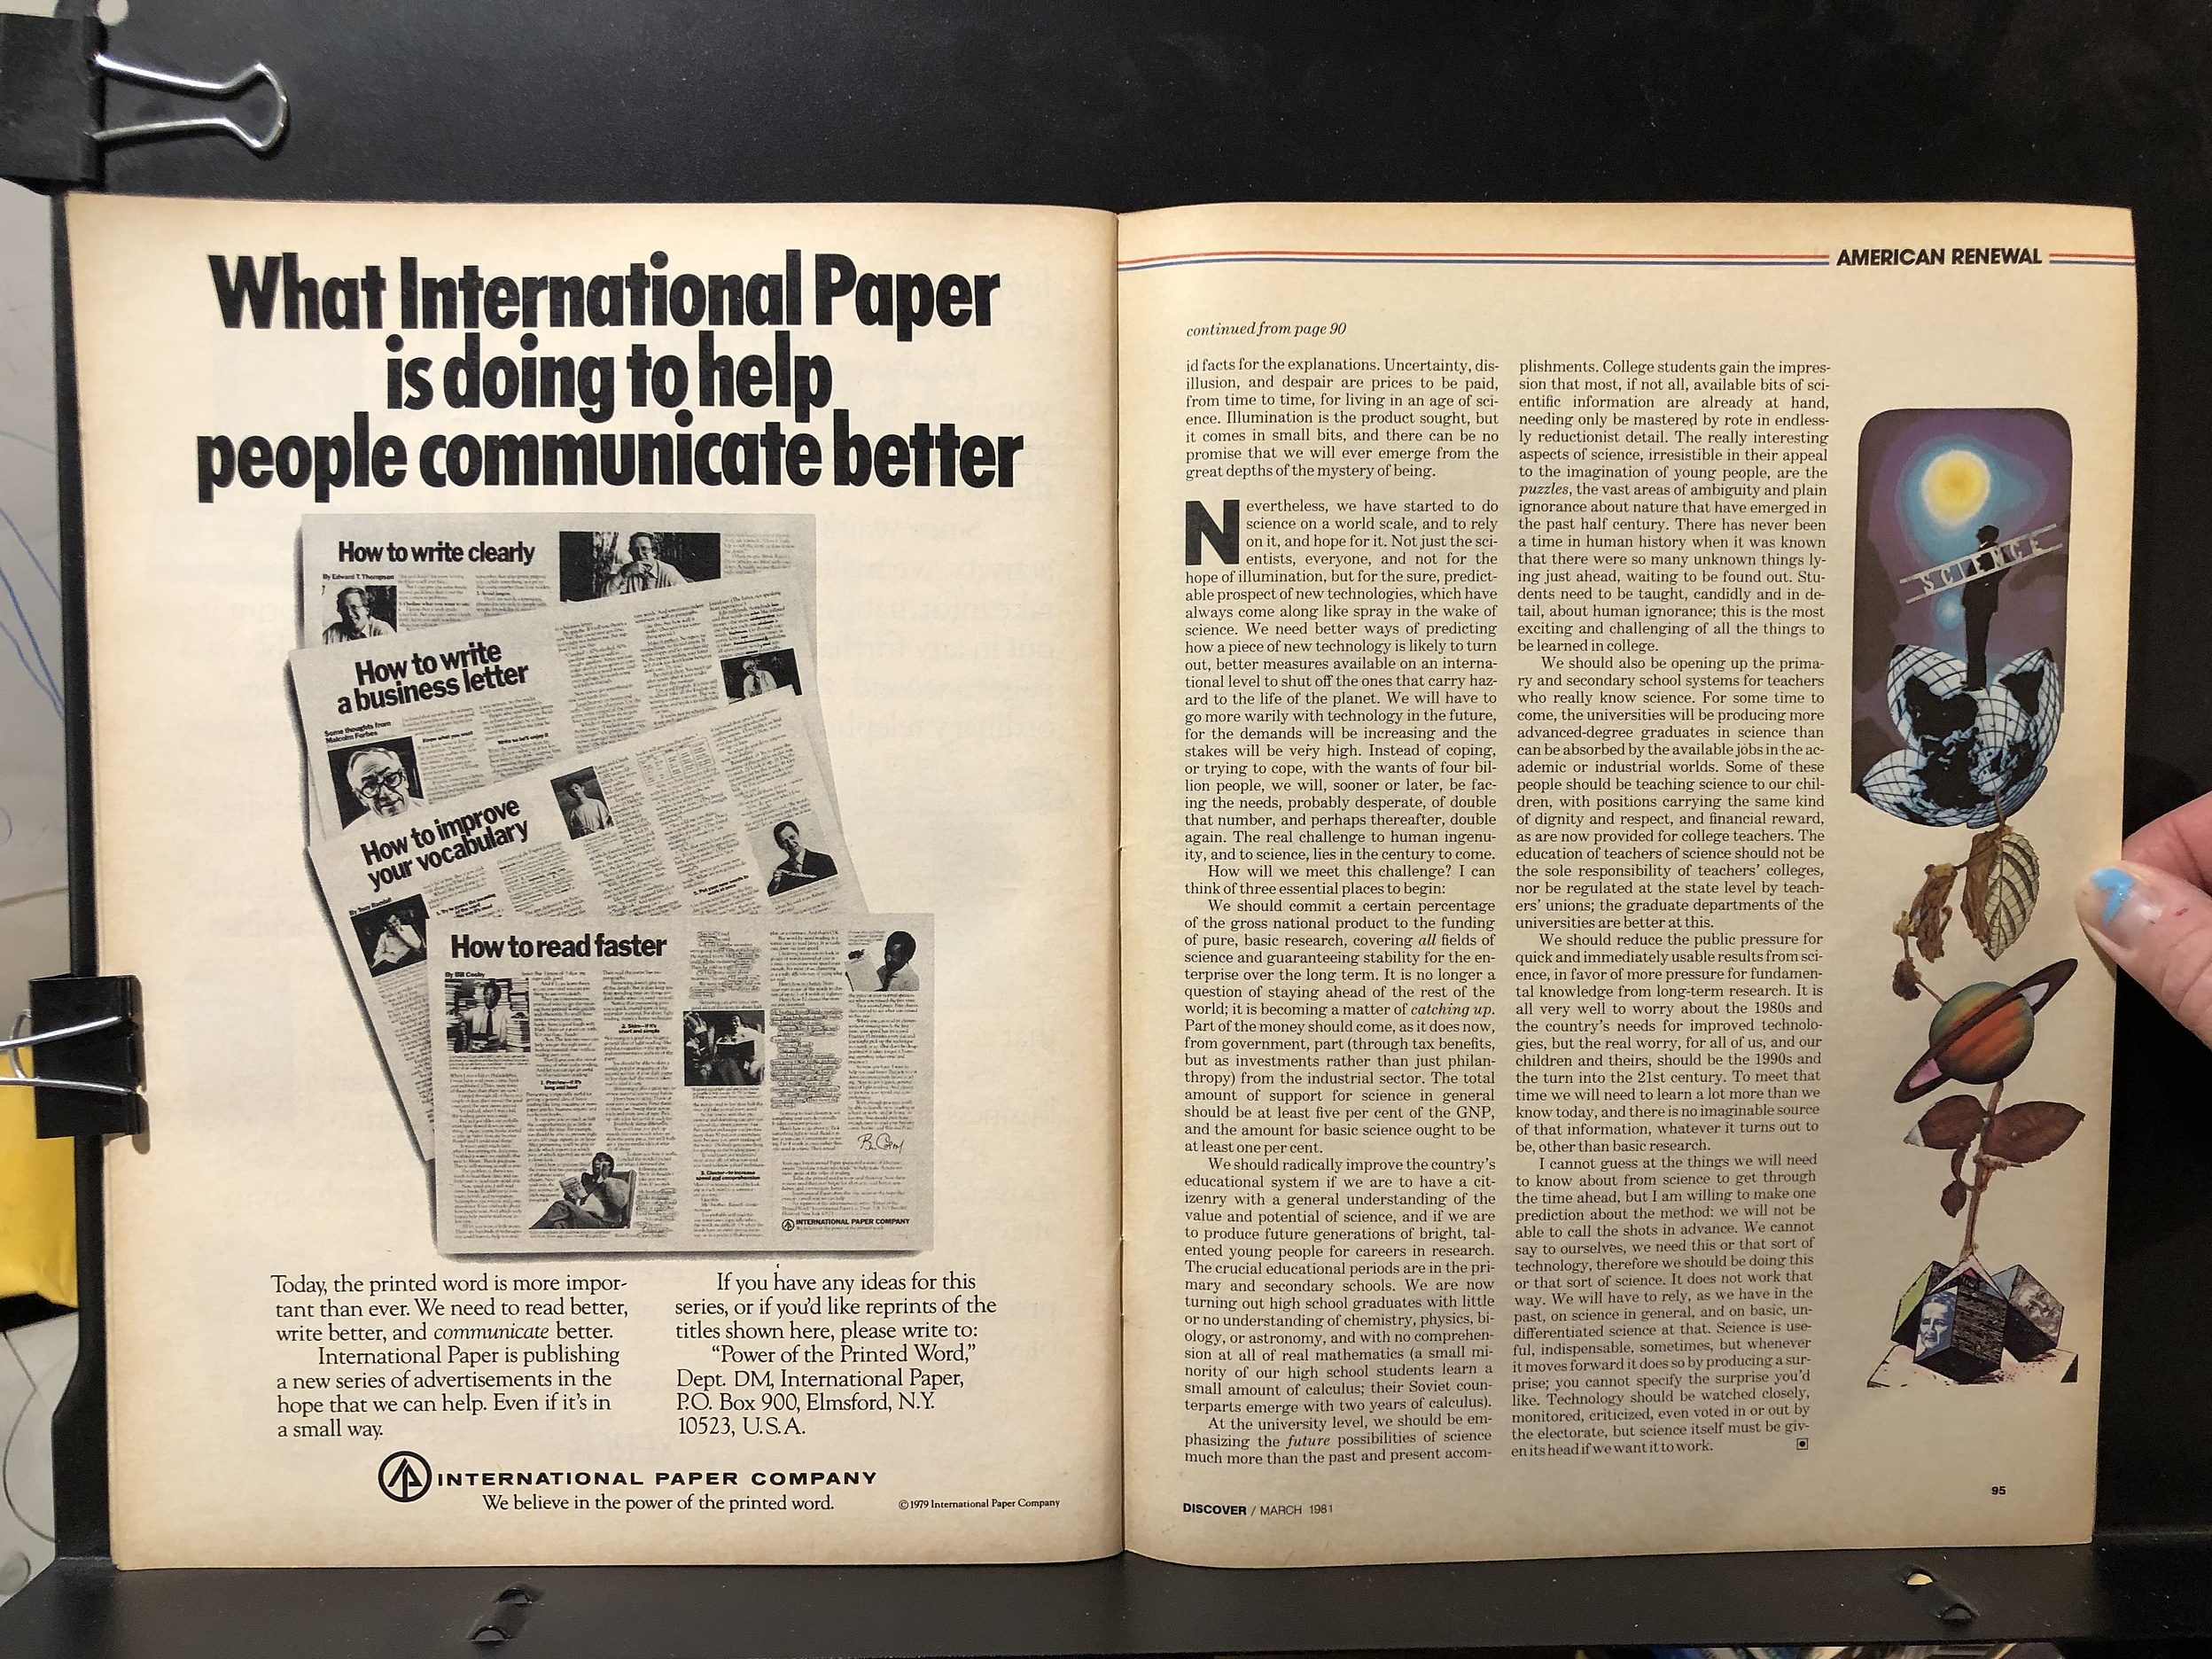 What International Paper
is doing to help
people communicate better
How to write clearly
By Edward T. Thompson
How to write
a business letter
Some thoughts from
Malcolm Forbes
Know what you want
How to improve
your vocabulary
By Tony Randall
How to read faster
By Bill Cosby
1. Preview—if it's
long and hard
2. Skim—if it's
short and simple
3. Cluster—to increase
speed and comprehension
INTERNATIONAL PAPER COMPANY
Today, the printed word is more impor-
tant than ever. We need to read better,
write better, and communicate better.
International Paper is publishing
a new series of advertisements in the
hope that we can help. Even if it's in
a small way.
If you have any ideas for this
series, or if you'd like reprints of the
titles shown here, please write to:
"Power of the Printed Word,"
Dept. DM, International Paper,
P.O. Box 900, Elmsford, N.Y.
10523, U.S.A.
INTERNATIONAL PAPER COMPANY
We believe in the power of the printed word.
©1979 International Paper Company
AMERICAN RENEWAL
continued from page 90
id facts for the explanations. Uncertainty, dis-
illusion, and despair are prices to be paid,
from time to time, for living in an age of sci-
ence. Illumination is the product sought, but
it comes in small bits, and there can be no
promise that we will ever emerge from the
great depths of the mystery of being.
Nevertheless, we have started to do
science on a world scale, and to rely
on it, and hope for it. Not just the sci-
entists, everyone, and not for the
hope of illumination, but for the sure, predict-
able prospect of new technologies, which have
always come along like spray in the wake of
science. We need better ways of predicting
how a piece of new technology is likely to turn
out, better measures available on an interna-
tional level to shut off the ones that carry haz-
ard to the life of the planet. We will have to
go more warily with technology in the future,
for the demands will be increasing and the
stakes will be very high. Instead of coping,
or trying to cope, with the wants of four bil-
lion people, we will, sooner or later, be fac-
ing the needs, probably desperate, of double
that number, and perhaps thereafter, double
again. The real challenge to human ingenu-
ity, and to science, lies in the century to come.
How will we meet this challenge? I can
think of three essential places to begin:
We should commit a certain percentage
of the gross national product to the funding
of pure, basic research, covering all fields of
science and guaranteeing stability for the en-
terprise over the long term. It is no longer a
question of staying ahead of the rest of the
world; it is becoming a matter of catching up.
Part of the money should come, as it does now,
from government, part (through tax benefits,
but as investments rather than just philan-
thropy) from the industrial sector. The total
amount of support for science in general
should be at least five per cent of the GNP,
and the amount for basic science ought to be
at least one per cent.
We should radically improve the country's
educational system if we are to have a cit-
izenry with a general understanding of the
value and potential of science, and if we are
to produce future generations of bright, tal-
ented young people for careers in research.
The crucial educational periods are in the pri-
mary and secondary schools. We are now
turning out high school graduates with little
or no understanding of chemistry, physics, bi-
ology, or astronomy, and with no comprehen-
sion at all of real mathematics (a small mi-
nority of our high school students learn a
small amount of calculus; their Soviet coun-
terparts emerge with two years of calculus).
At the university level, we should be em-
phasizing the future possibilities of science
much more than the past and present accom-
plishments. College students gain the impres-
sion that most, if not all, available bits of sci-
entific information are already at hand,
needing only be mastered by rote in endless-
ly reductionist detail. The really interesting
aspects of science, irresistible in their appeal
to the imagination of young people, are the
puzzles, the vast areas of ambiguity and plain
ignorance about nature that have emerged in
the past half century. There has never been
a time in human history when it was known
that there were so many unknown things ly-
ing just ahead, waiting to be found out. Stu-
dents need to be taught, candidly and in de-
tail, about human ignorance; this is the most
exciting and challenging of all the things to
be learned in college.
We should also be opening up the prima-
ry and secondary school systems for teachers
who really know science. For some time to
come, the universities will be producing more
advanced-degree graduates in science than
can be absorbed by the available jobs in the ac-
ademic or industrial worlds. Some of these
people should be teaching science to our chil-
dren, with positions carrying the same kind
of dignity and respect, and financial reward,
as are now provided for college teachers. The
education of teachers of science should not be
the sole responsibility of teachers' colleges,
nor be regulated at the state level by teach-
ers' unions; the graduate departments of the
universities are better at this.
We should reduce the public pressure for
quick and immediately usable results from sci-
ence, in favor of more pressure for fundamen-
tal knowledge from long-term research. It is
all very well to worry about the 1980s and
the country's needs for improved technolo-
gies, but the real worry, for all of us, and our
children and theirs, should be the 1990s and
the turn into the 21st century. To meet that
time we will need to learn a lot more than we
know today, and there is no imaginable source
of that information, whatever it turns out to
be, other than basic research.
I cannot guess at the things we will need
to know about from science to get through
the time ahead, but I am willing to make one
prediction about the method: we will not be
able to call the shots in advance. We cannot
say to ourselves, we need this or that sort of
technology, therefore we should be doing this
or that sort of science. It does not work that
way. We will have to rely, as we have in the
past, on science in general, and on basic, un-
differentiated science at that. Science is use-
ful, indispensable, sometimes, but whenever
it moves forward it does so by producing a sur-
prise; you cannot specify the surprise you'd
like. Technology should be watched closely,
monitored, criticized, even voted in or out by
the electorate, but science itself must be giv-
en its head if we want it to work.
SCIENCE
95
DISCOVER / MARCH 1981